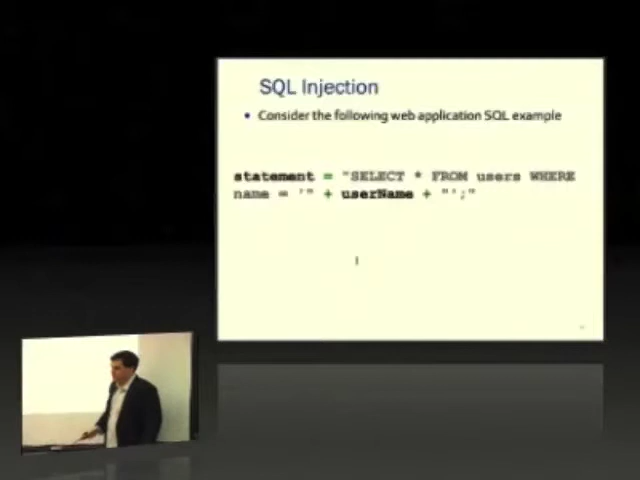 SQL Injection
• Consider the following web application SQL example
statement = "SELECT * FROM users WHERE
name = '" + userName + "';"